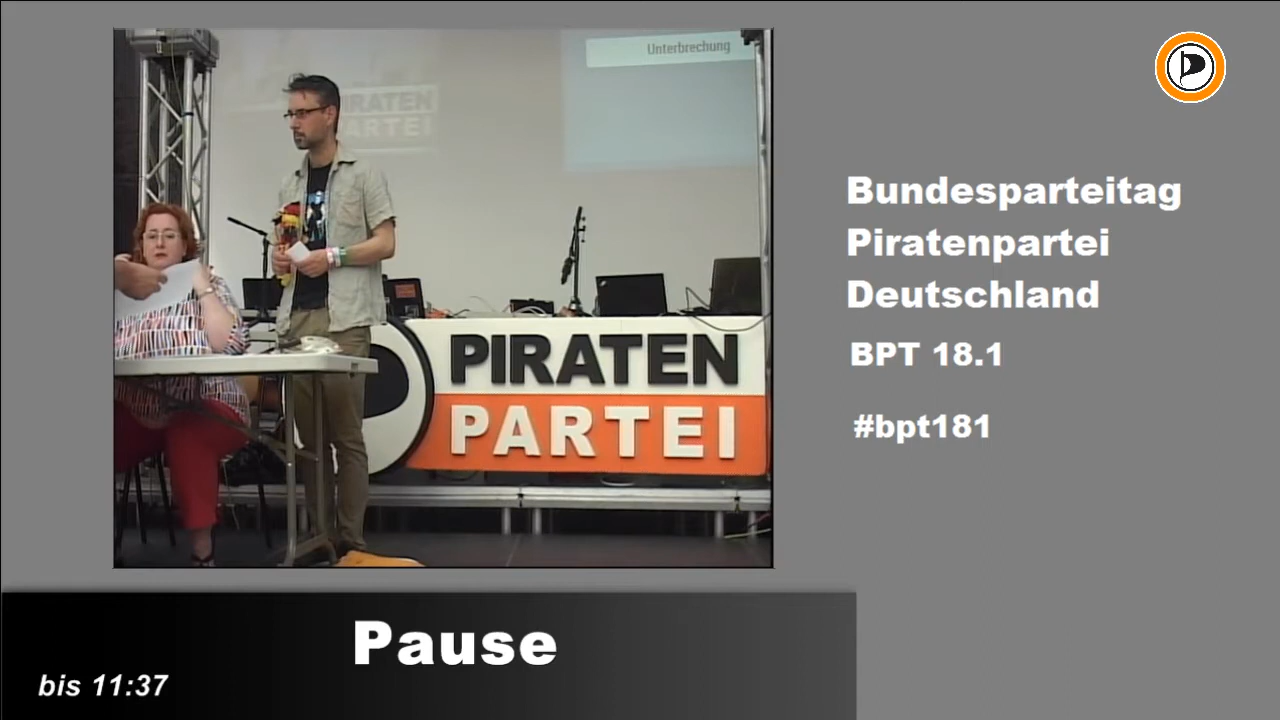 Unterbrechung
PIRATEN
PARTEI
PIRATEN
PARTEI
Bundesparteitag
Piratenpartei
Deutschland
BPT 18.1
#bpt181
Pause
bis 11:37